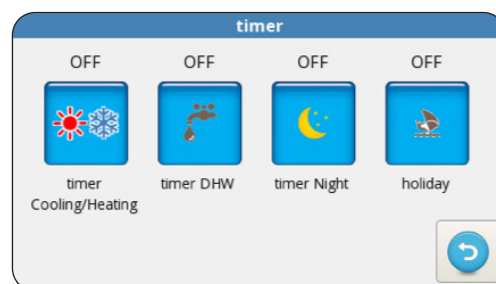 timer
OFF OFF OFF OFF
timer Cooling/Heating
timer DHW
timer Night
holiday